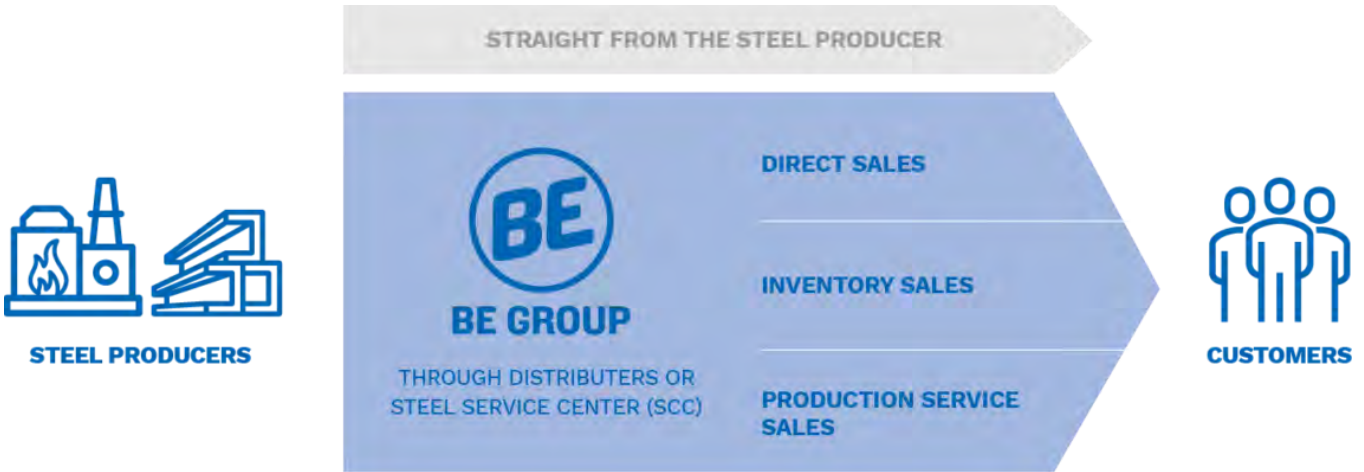 STRAIGHT FROM THE STEEL PRODUCER
BE
BE GROUP
THROUGH DISTRIBUTERS OR
STEEL SERVICE CENTER (SCC)
DIRECT SALES
INVENTORY SALES
PRODUCTION SERVICE
SALES
STEEL PRODUCERS
CUSTOMERS